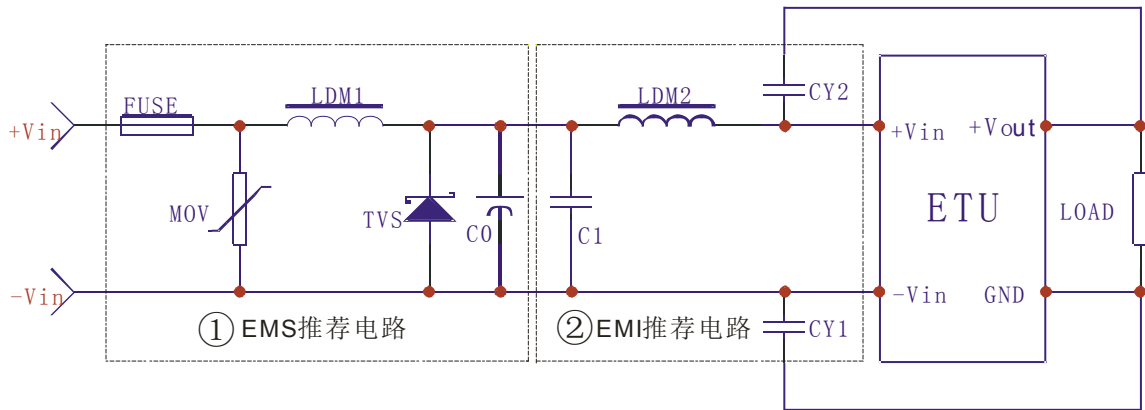 FUSE
LDM1
LDM2
CY2
+Vin
+Vin
+Vout
MOV
TVS
C0
C1
ETU
LOAD
-Vin
-Vin
GND
① EMS推荐电路
② EMI推荐电路
CY1